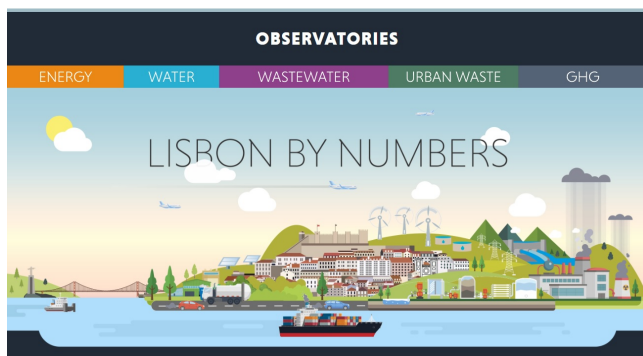 OBSERVATORIES
ENERGY WATER WASTEWATER URBAN WASTE GHG
LISBON BY NUMBERS